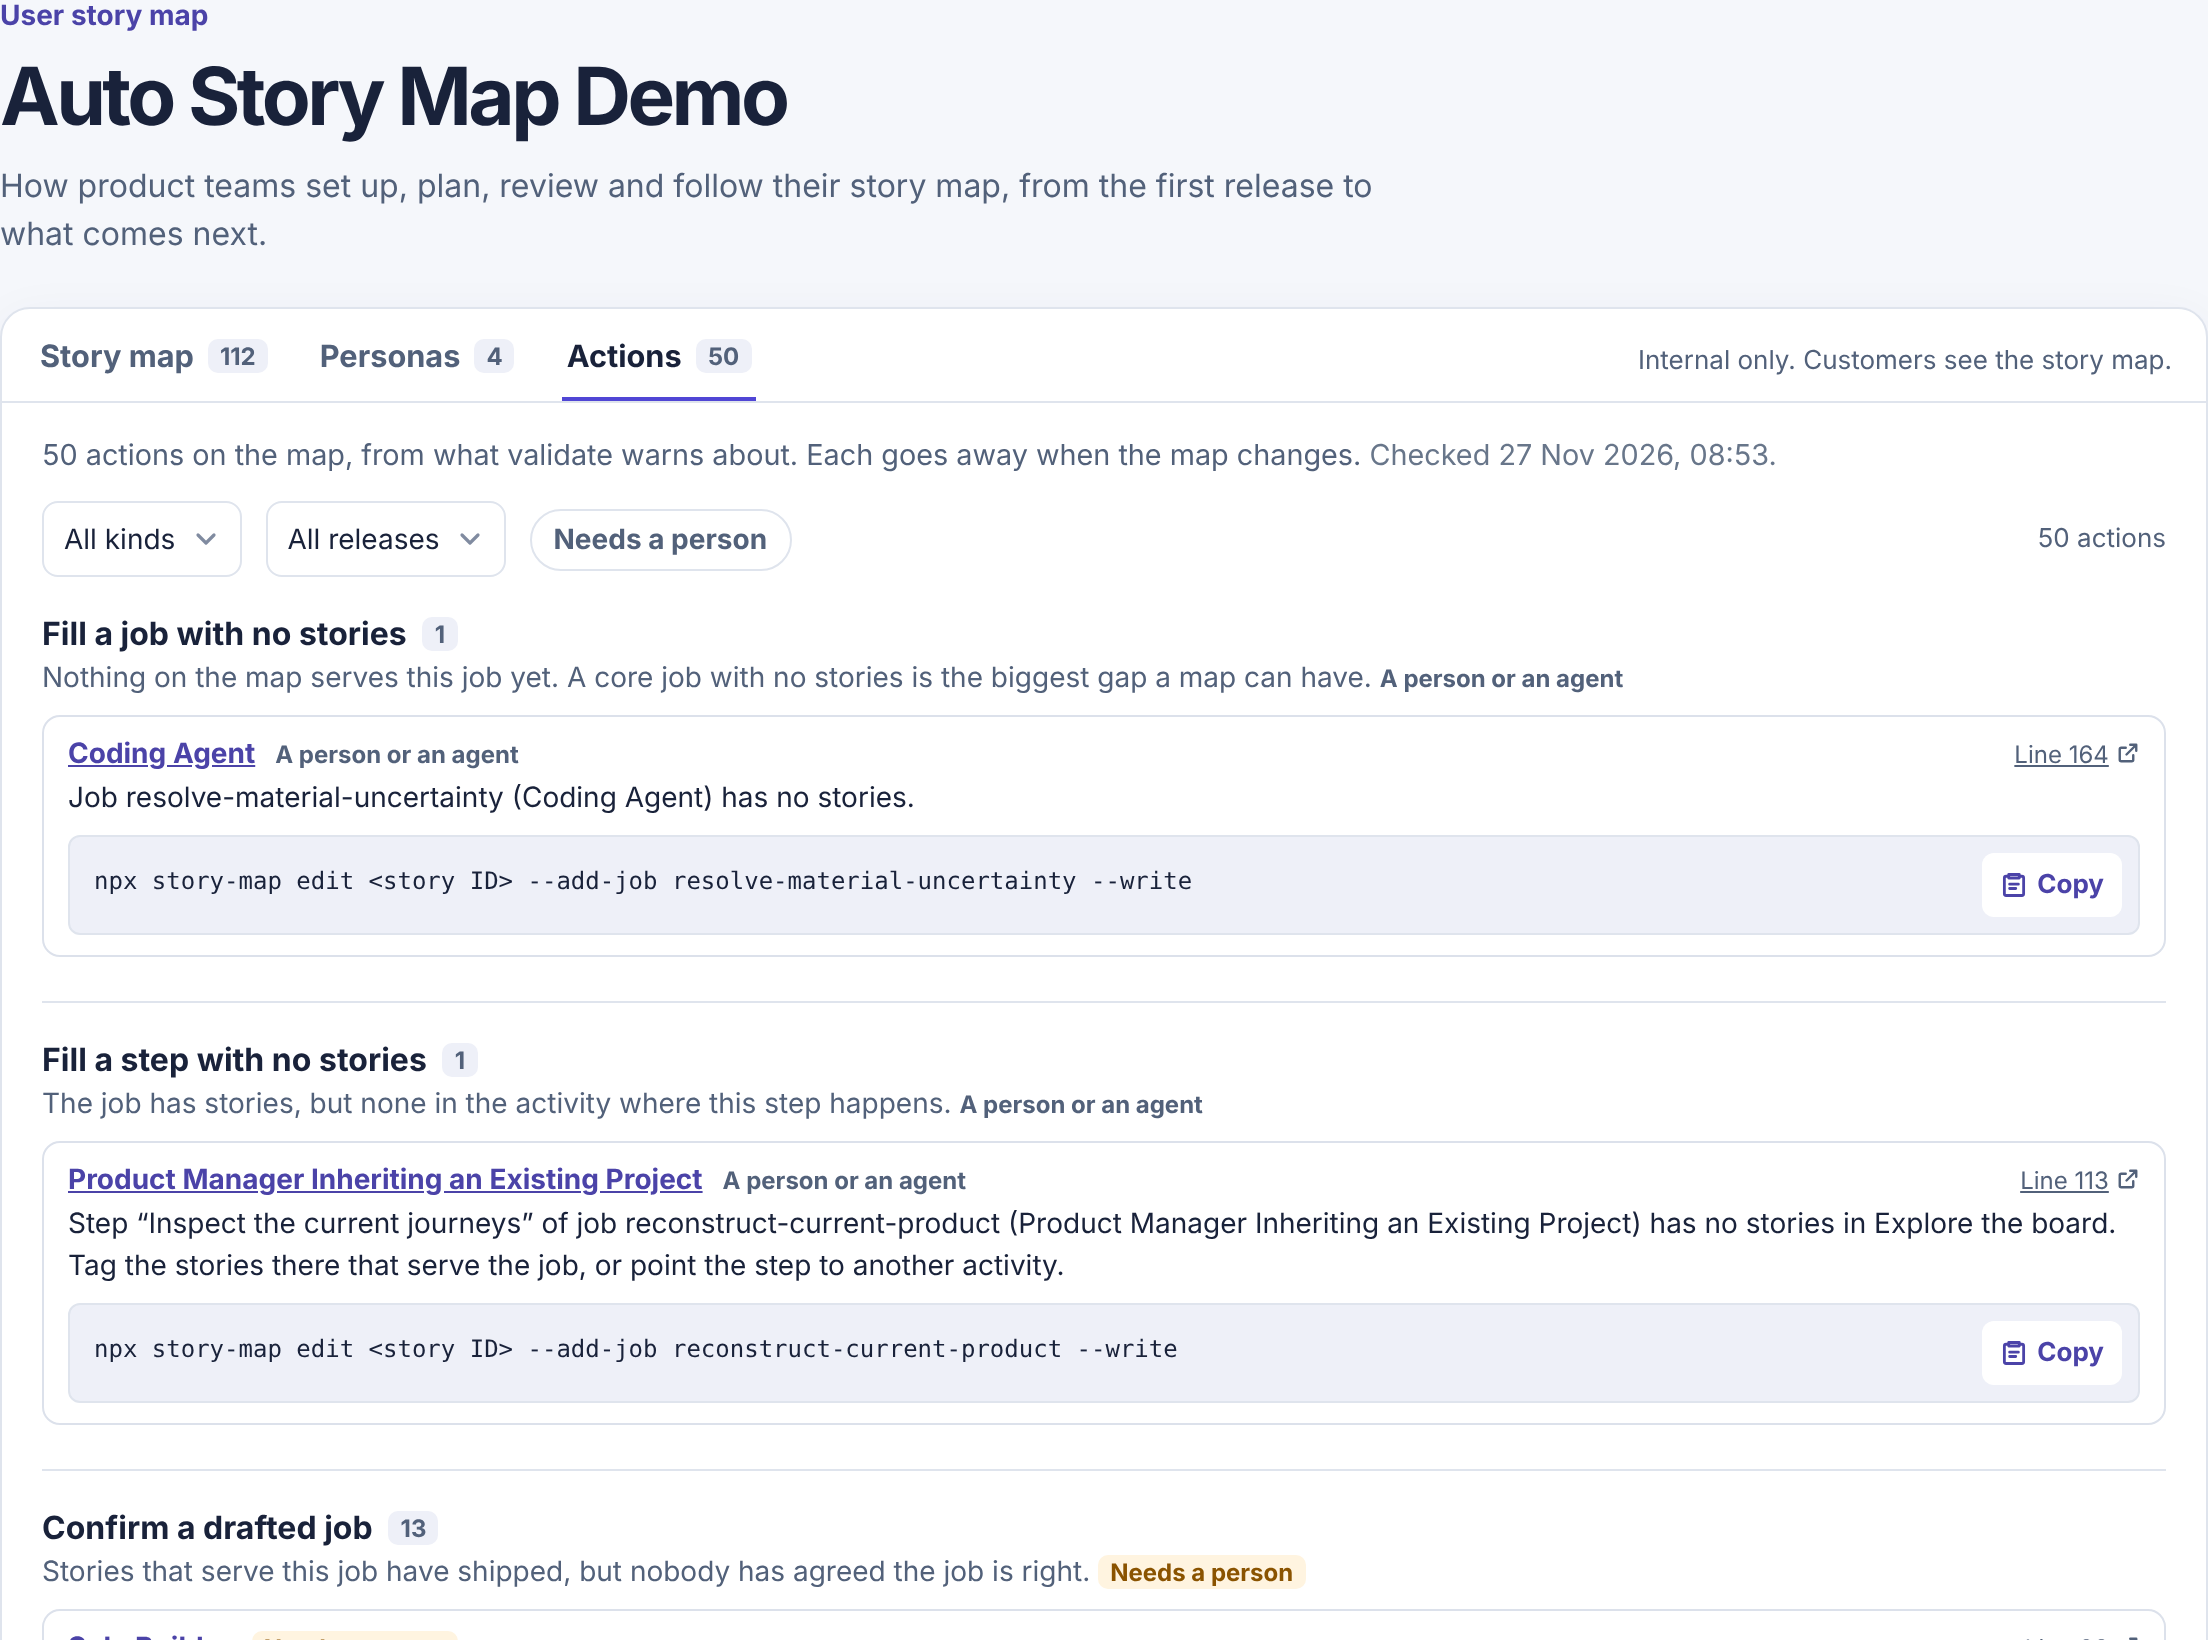 User story map
Auto Story Map Demo
How product teams set up, plan, review and follow their story map, from the first release to
what comes next.
Story map 112 Personas 4 Actions 50 Internal only. Customers see the story map.
50 actions on the map, from what validate warns about. Each goes away when the map changes. Checked 27 Nov 2026, 08:53.
All kinds All releases Needs a person 50 actions
Fill a job with no stories 1
Nothing on the map serves this job yet. A core job with no stories is the biggest gap a map can have. A person or an agent
Coding Agent A person or an agent Line 164
Job resolve-material-uncertainty (Coding Agent) has no stories.
npx story-map edit <story ID> --add-job resolve-material-uncertainty --write Copy
Fill a step with no stories 1
The job has stories, but none in the activity where this step happens. A person or an agent
Product Manager Inheriting an Existing Project A person or an agent Line 113
Step “Inspect the current journeys” of job reconstruct-current-product (Product Manager Inheriting an Existing Project) has no stories in Explore the board.
Tag the stories there that serve the job, or point the step to another activity.
npx story-map edit <story ID> --add-job reconstruct-current-product --write Copy
Confirm a drafted job 13
Stories that serve this job have shipped, but nobody has agreed the job is right. Needs a person